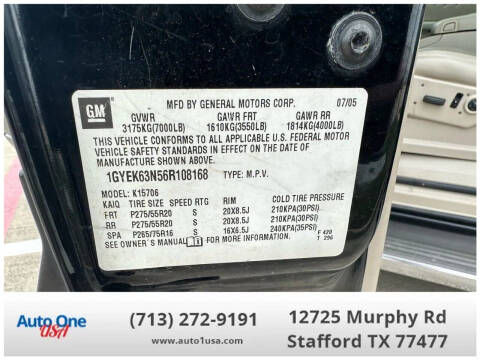 GM
MFD BY GENERAL MOTORS CORP. 07/05
GVWR GAWR FRT GAWR RR
3175KG(7000LB) 1610KG(3550LB) 1814KG(4000LB)
THIS VEHICLE CONFORMS TO ALL APPLICABLE U.S. FEDERAL MOTOR
VEHICLE SAFETY STANDARDS IN EFFECT ON THE DATE OF
MANUFACTURE SHOWN ABOVE.
1GYEK63N56R108168 TYPE: M.P.V.
MODEL: K15706
KAIQ TIRE SIZE SPEED RTG RIM COLD TIRE PRESSURE
FRT P275/55R20 S 20X8.5J 210KPA(30PSI)
RR P275/55R20 S 20X8.5J 210KPA(30PSI)
SPA P265/75R16 S 16X6.5J 240KPA(35PSI) F 420
SEE OWNER'S MANUAL FOR MORE INFORMATION. T 296
Auto One
USA
(713) 272-9191
www.auto1usa.com
12725 Murphy Rd
Stafford TX 77477